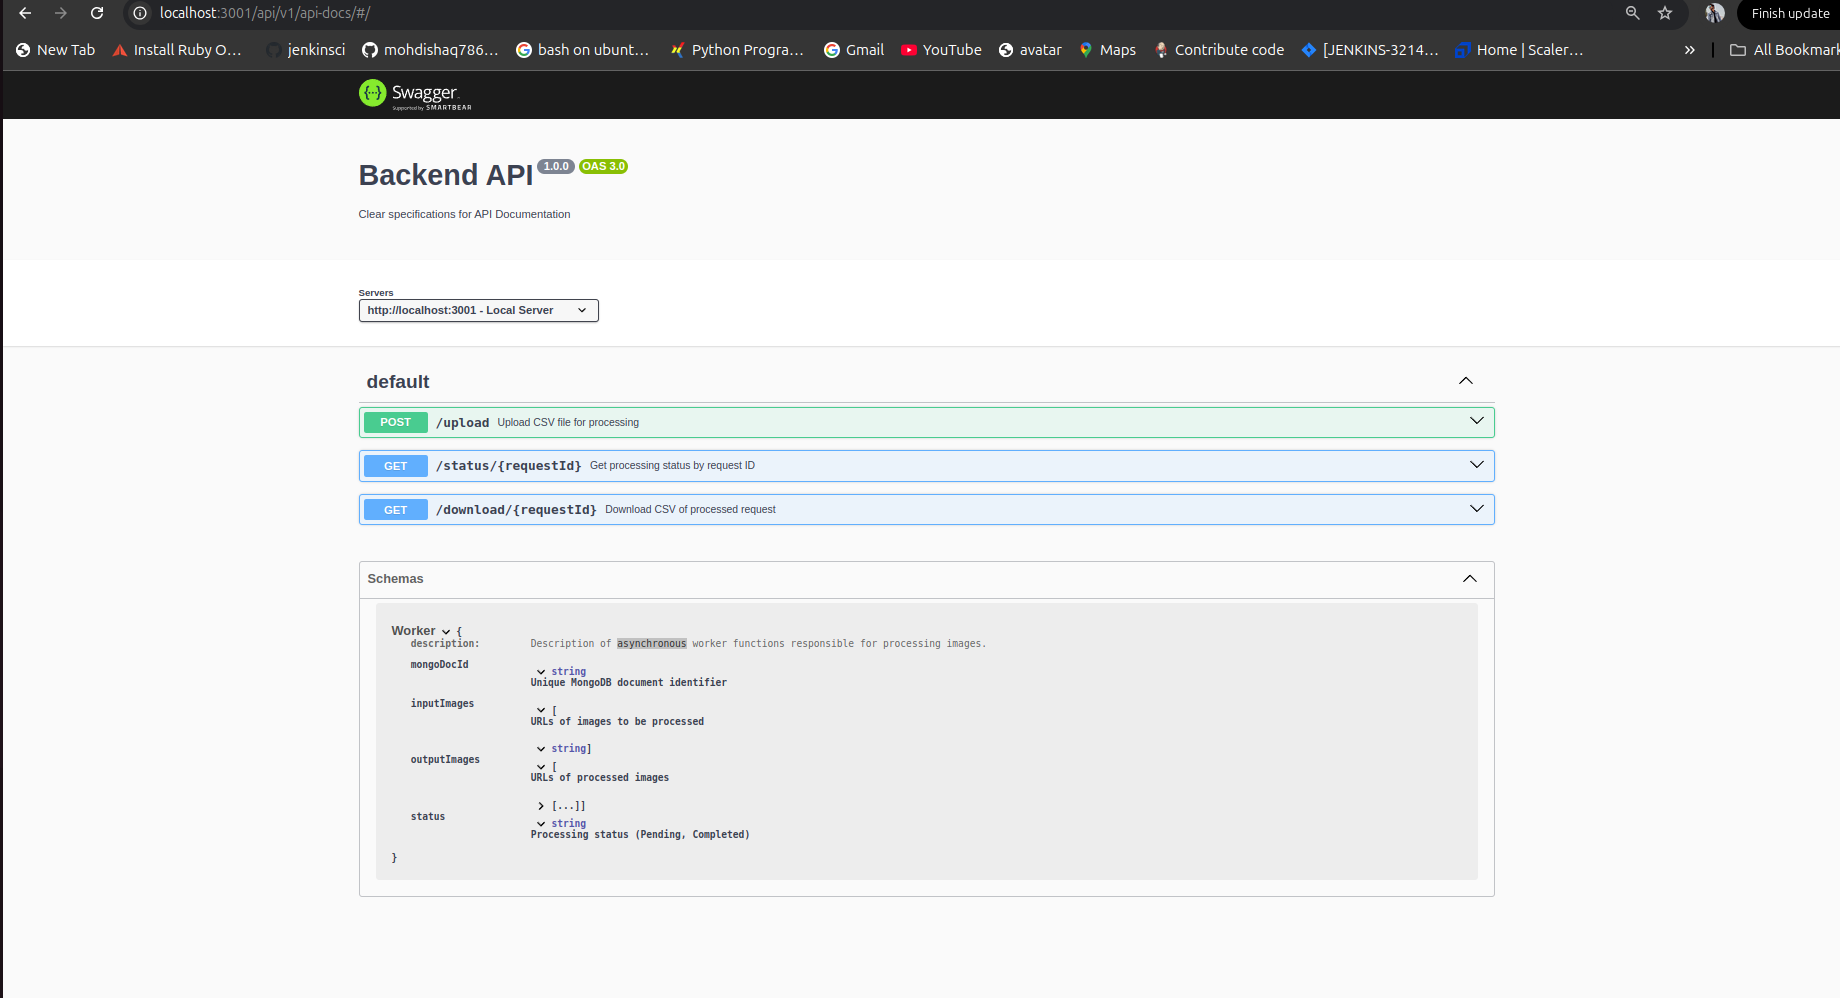 localhost:3001/api/v1/api-docs/#/
Finish update
New Tab
Install Ruby O...
jenkinsci
mohdishaq786...
bash on ubunt...
Python Progra...
Gmail
YouTube
avatar
Maps
Contribute code
[JENKINS-3214...
Home | Scaler...
»
All Bookmark
Swagger.
Supported by SMARTBEAR
Backend API 1.0.0 OAS 3.0
Clear specifications for API Documentation
Servers
http://localhost:3001 - Local Server
default
POST /upload Upload CSV file for processing
GET /status/{requestId} Get processing status by request ID
GET /download/{requestId} Download CSV of processed request
Schemas
Worker {
description: Description of asynchronous worker functions responsible for processing images.
mongoDocId
string
Unique MongoDB document identifier
inputImages
[
URLs of images to be processed
string]
outputImages
[
URLs of processed images
[...]]
status
string
Processing status (Pending, Completed)
}